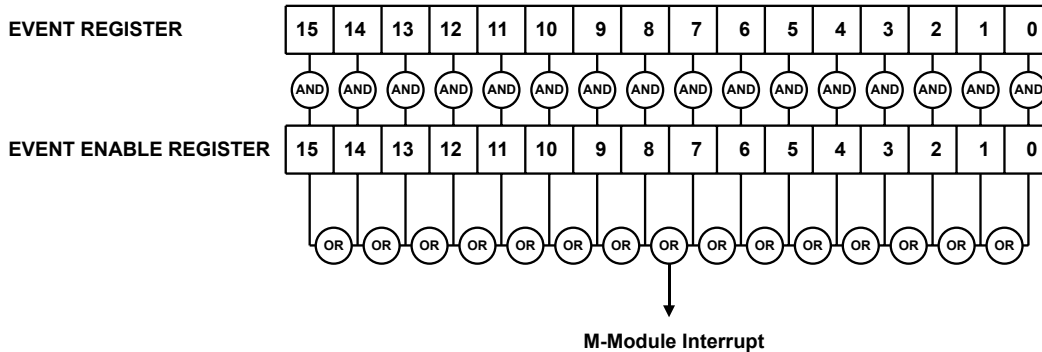 EVENT REGISTER 15 14 13 12 11 10 9 8 7 6 5 4 3 2 1 0
AND AND AND AND AND AND AND AND AND AND AND AND AND AND AND AND
EVENT ENABLE REGISTER 15 14 13 12 11 10 9 8 7 6 5 4 3 2 1 0
OR OR OR OR OR OR OR OR OR OR OR OR OR OR OR
M-Module Interrupt